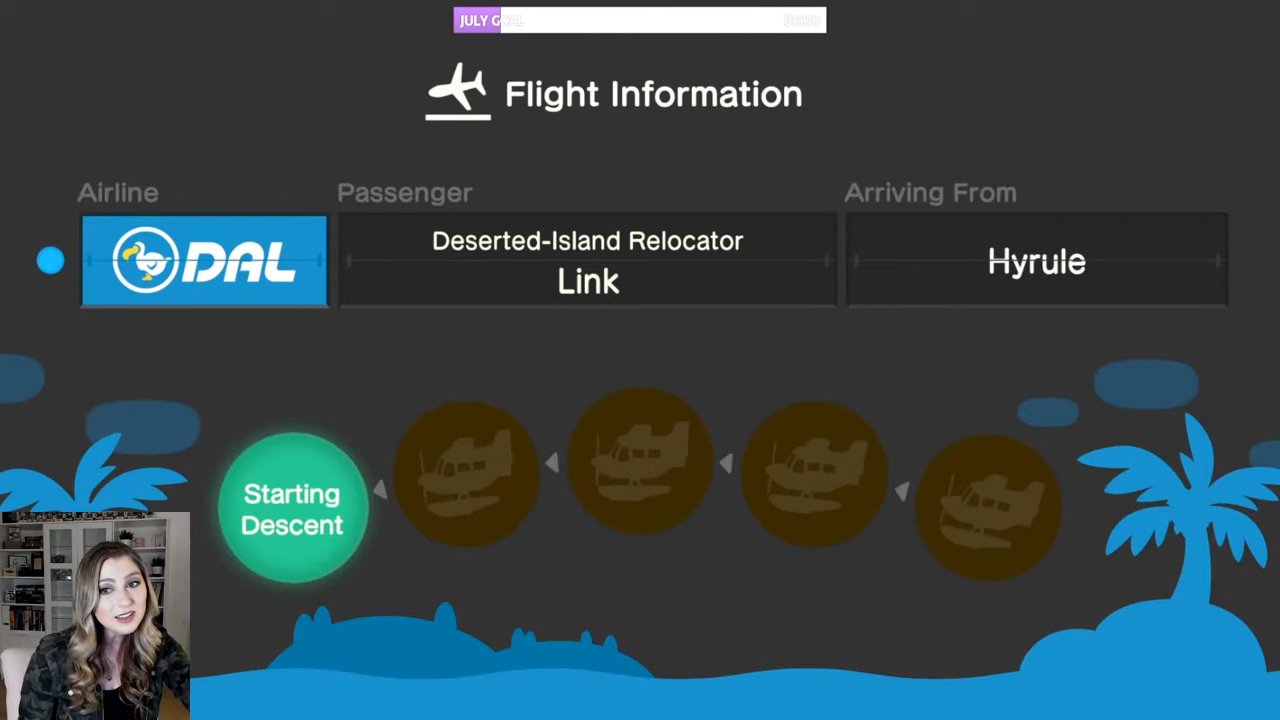 JULY GOAL
Flight Information
Airline
Passenger
Arriving From
DAL
Deserted-Island Relocator
Link
Hyrule
Starting
Descent